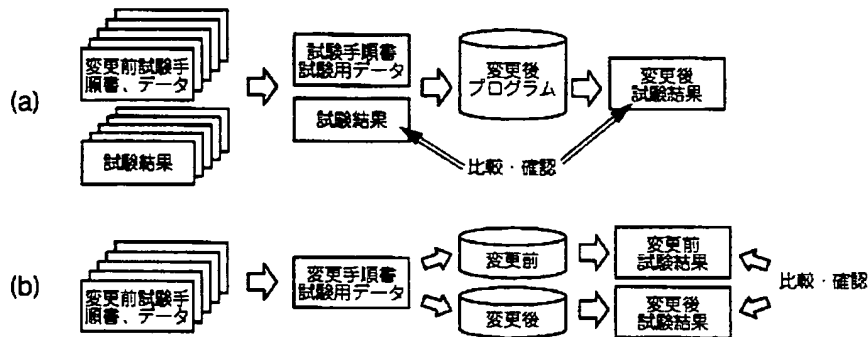 (a)
変更前試験手
順書、データ
試験結果
試験手順書
試験用データ
試験結果
変更後
プログラム
変更後
試験結果
比較・確認
(b)
変更前試験手
順書、データ
変更手順書
試験用データ
変更前
変更後
変更前
試験結果
変更後
試験結果
比較・確認